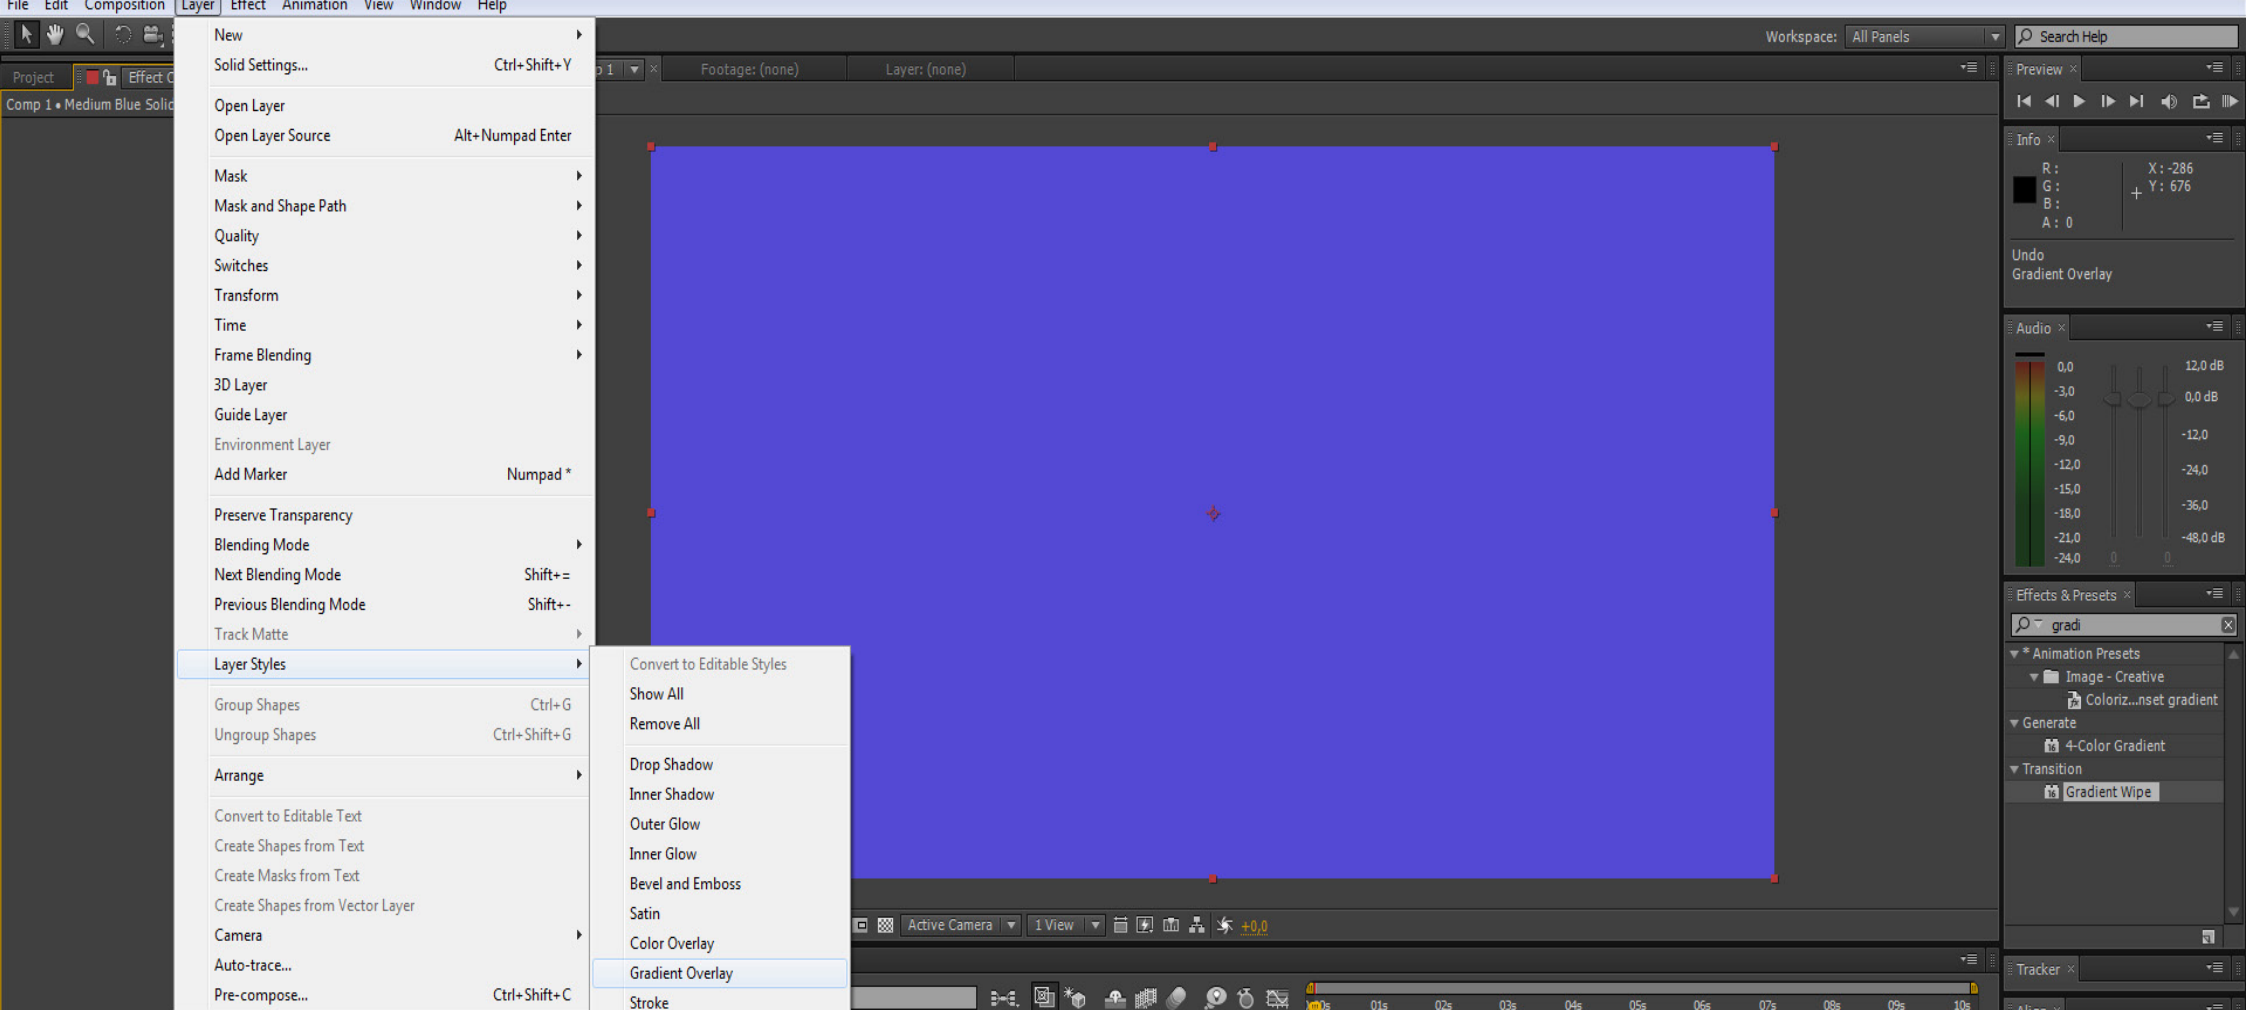 File Edit Composition Layer Effect Animation View Window Help
Workspace: All Panels
Search Help
Project
Effect C
p 1
Footage: (none)
Layer: (none)
Comp 1 • Medium Blue Solid
New
Solid Settings... Ctrl+Shift+Y
Open Layer
Open Layer Source Alt+Numpad Enter
Mask
Mask and Shape Path
Quality
Switches
Transform
Time
Frame Blending
3D Layer
Guide Layer
Environment Layer
Add Marker Numpad *
Preserve Transparency
Blending Mode
Next Blending Mode Shift+=
Previous Blending Mode Shift+-
Track Matte
Layer Styles
Group Shapes Ctrl+G
Ungroup Shapes Ctrl+Shift+G
Arrange
Convert to Editable Text
Create Shapes from Text
Create Masks from Text
Create Shapes from Vector Layer
Camera
Auto-trace...
Pre-compose... Ctrl+Shift+C
Convert to Editable Styles
Show All
Remove All
Drop Shadow
Inner Shadow
Outer Glow
Inner Glow
Bevel and Emboss
Satin
Color Overlay
Gradient Overlay
Stroke
Active Camera
1 View
+0,0
01s 02s 03s 04s 05s 06s 07s 08s 09s 10s
Preview
Info
R: X: -286
G: Y: 676
B:
A: 0
Undo
Gradient Overlay
Audio
0,0 12,0 dB
-3,0 0,0 dB
-6,0
-9,0 -12,0
-12,0 -24,0
-15,0
-18,0 -36,0
-21,0 -48,0 dB
-24,0 0 0
Effects & Presets
gradi
* Animation Presets
Image - Creative
Coloriz...nset gradient
Generate
4-Color Gradient
Transition
Gradient Wipe
Tracker